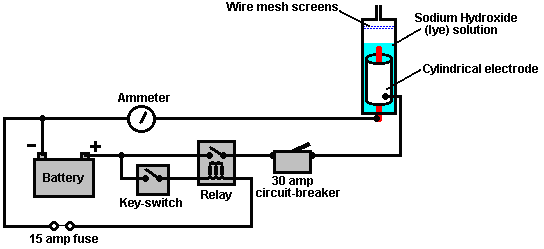 Wire mesh screens
Sodium Hydroxide
(lye) solution
Cylindrical electrode
Ammeter
- +
Battery
Key-switch
Relay
30 amp
circuit-breaker
15 amp fuse